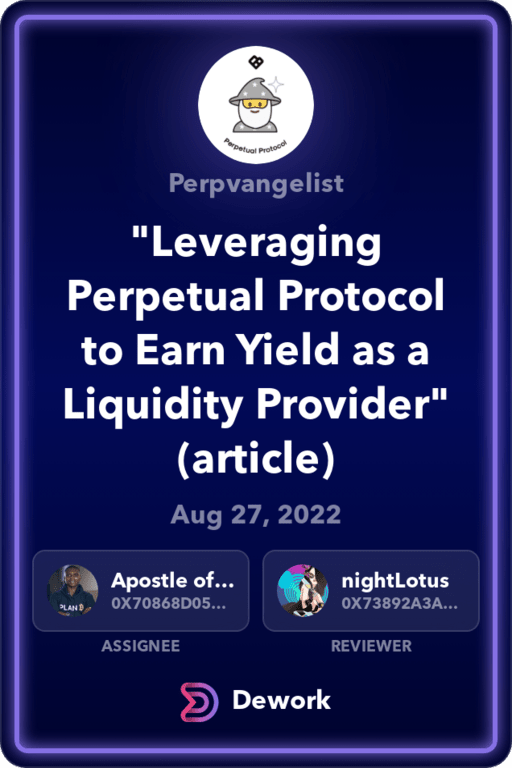 Perpetual Protocol
Perpvangelist
"Leveraging
Perpetual Protocol
to Earn Yield as a
Liquidity Provider"
(article)
Aug 27, 2022
PLAN B
Apostle of...
0X70868D05...
nightLotus
0X73892A3A...
ASSIGNEE
REVIEWER
Dework